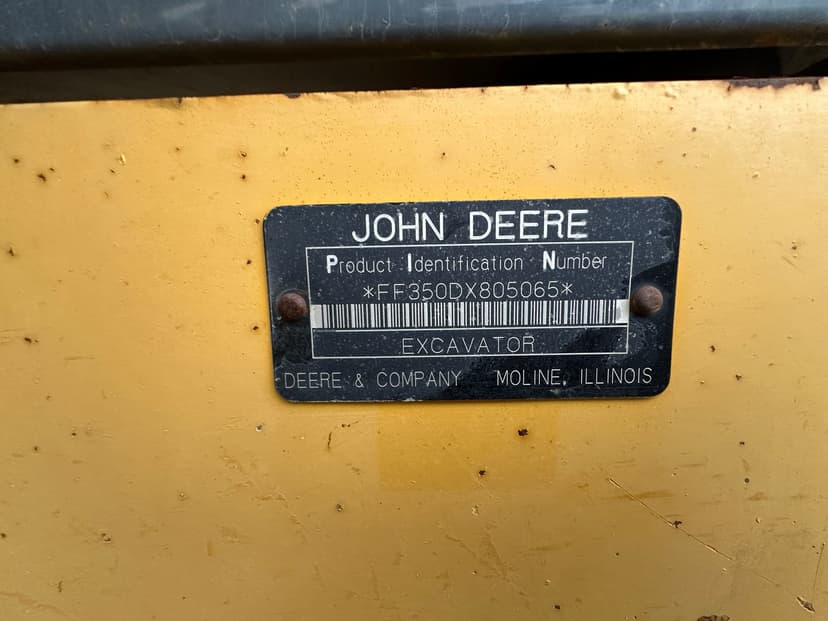 JOHN DEERE
Product Identification Number
*FF350DX805065*
EXCAVATOR
DEERE & COMPANY MOLINE, ILLINOIS